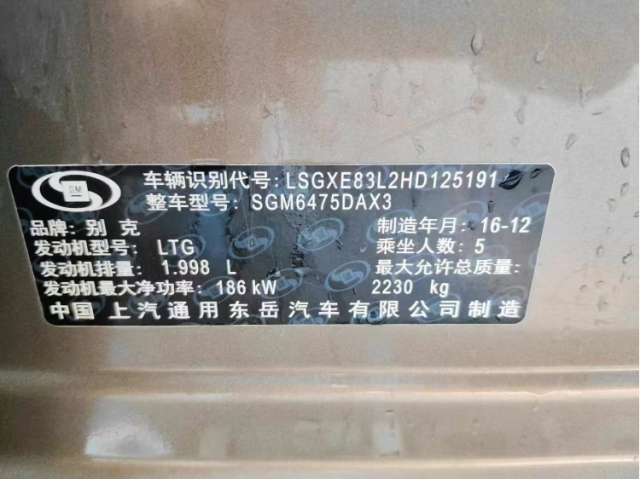 GM
车辆识别代号: LSGXE83L2HD125191
整车型号: SGM6475DAX3
品牌: 别克 制造年月: 16-12
发动机型号: LTG 乘坐人数: 5
发动机排量: 1.998 L 最大允许总质量:
发动机最大净功率: 186 kW 2230 kg
中国 上汽通用东岳汽车有限公司制造